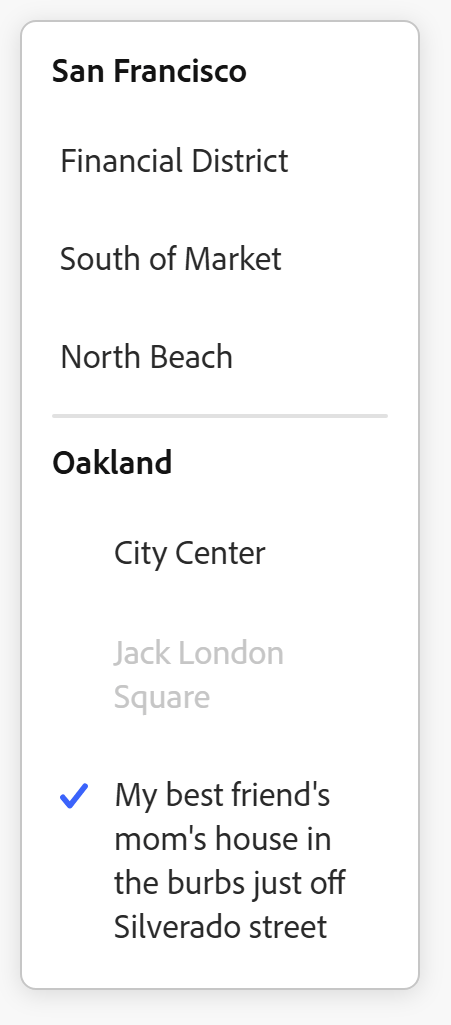 San Francisco
Financial District
South of Market
North Beach
Oakland
City Center
Jack London
Square
My best friend's
mom's house in
the burbs just off
Silverado street